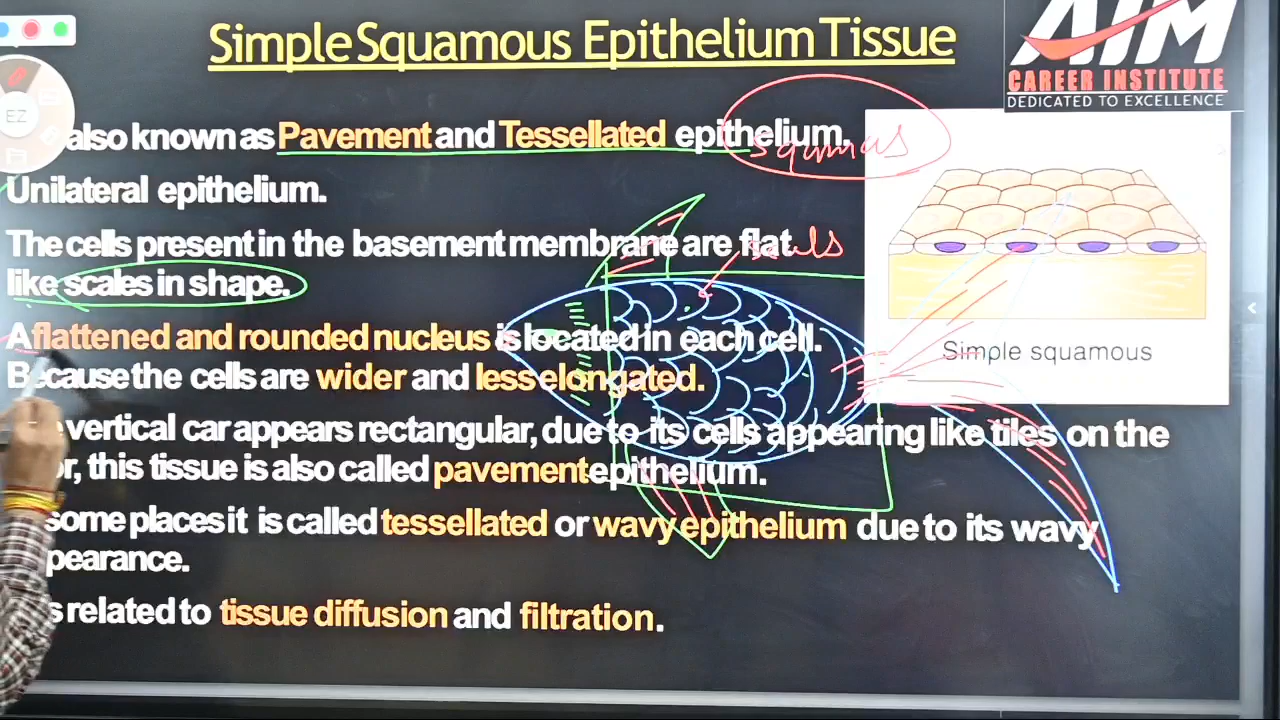 Simple Squamous Epithelium Tissue
AIM
CAREER INSTITUTE
DEDICATED TO EXCELLENCE
EZ
also known as Pavement and Tessellated epithelium.
Squamas
Unilateral epithelium.
The cells present in the basement membrane are flat
like scales in shape.
A flattened and rounded nucleus is located in each cell.
Because the cells are wider and less elongated.
Simple squamous
vertical car appears rectangular, due to its cells appearing like tiles on the
this tissue is also called pavement epithelium.
some places it is called tessellated or wavy epithelium due to its wavy
pearance.
related to tissue diffusion and filtration.